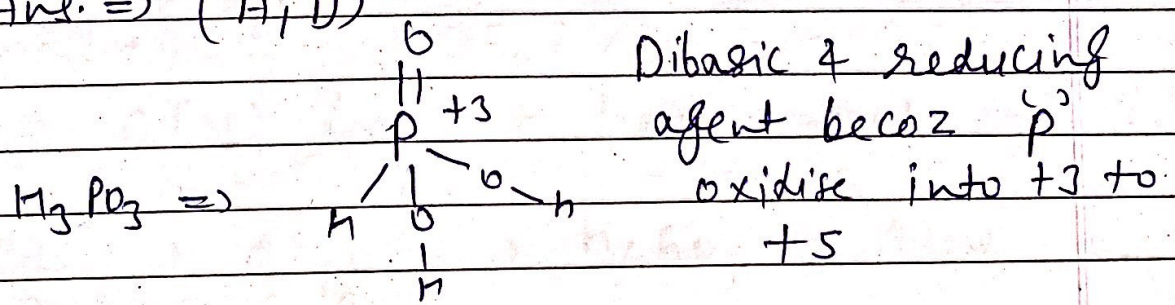 Ans. => (A, D)
O
||
P +3
H₃PO₃ =>
H O O H
H
Dibasic & reducing
agent becoz 'p'
oxidise into +3 to
+5